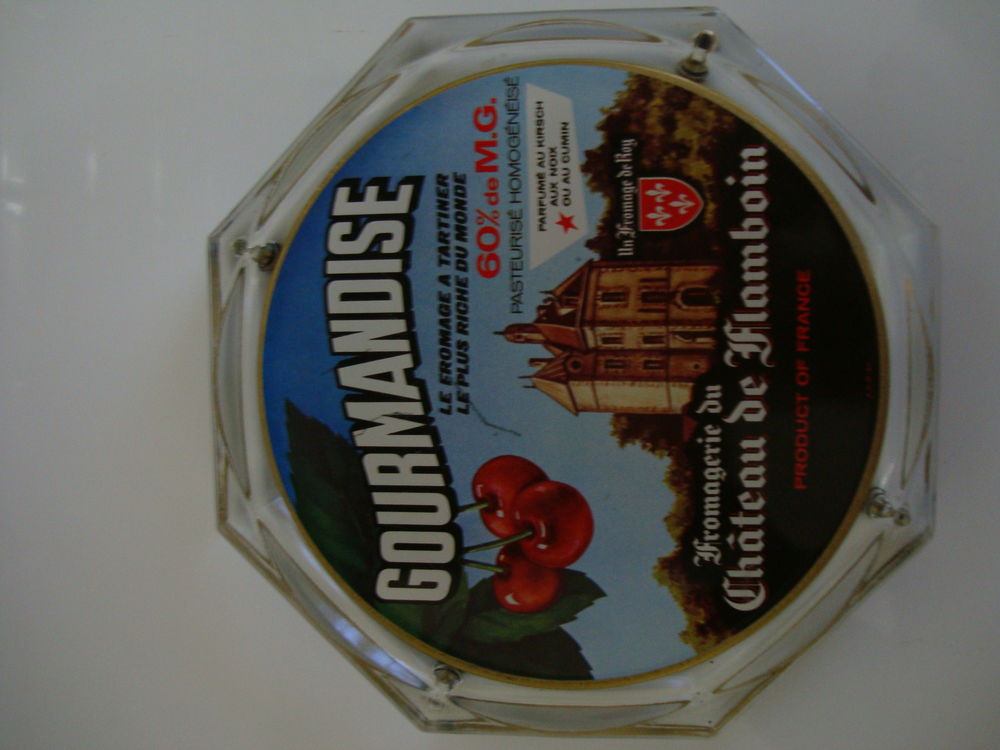 GOURMANDISE
LE FROMAGE A TARTINER
LE PLUS RICHE DU MONDE
60% de M.G.
PASTEURISÉ HOMOGÉNÉISÉ
PARFUMÉ AU KIRSCH
AUX NOIX
OU AU CUMIN
Un Fromage de Roy
Fromagerie du
Château de Flamboin
PRODUCT OF FRANCE